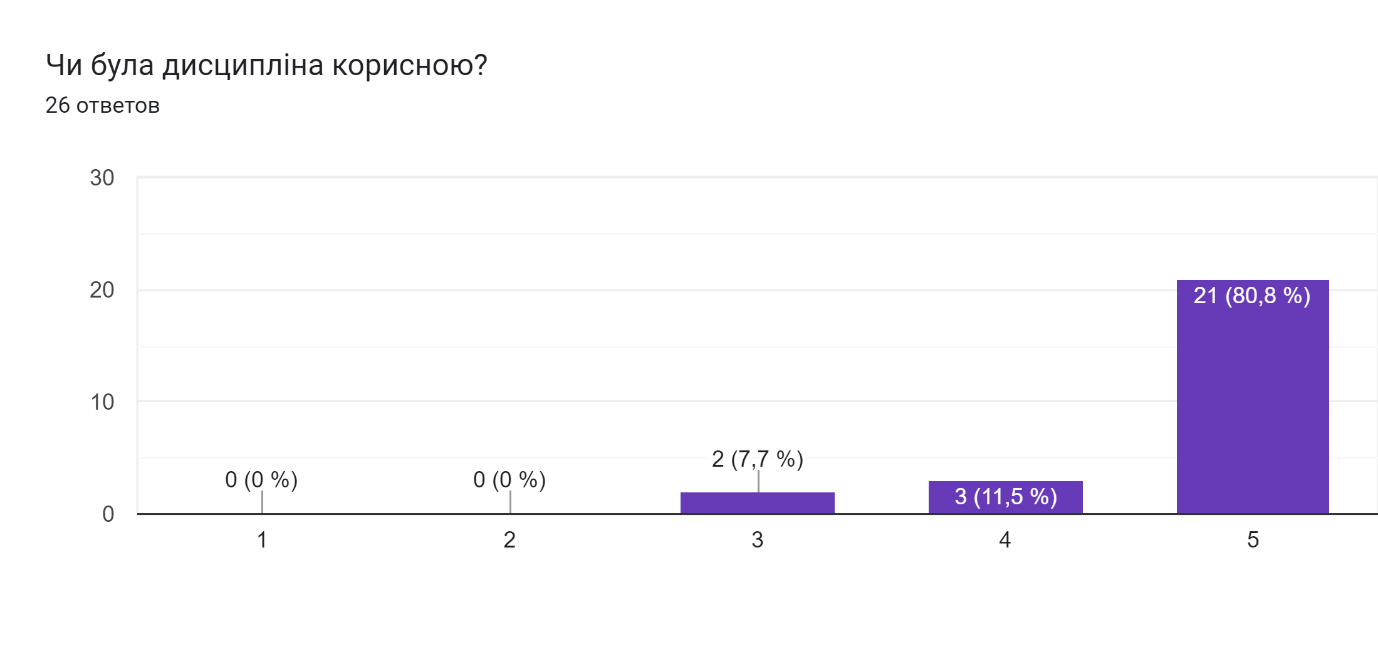 Чи була дисципліна корисною?
26 ответов
30
20
10
0
0 (0 %)
0 (0 %)
2 (7,7 %)
3 (11,5 %)
21 (80,8 %)
1
2
3
4
5